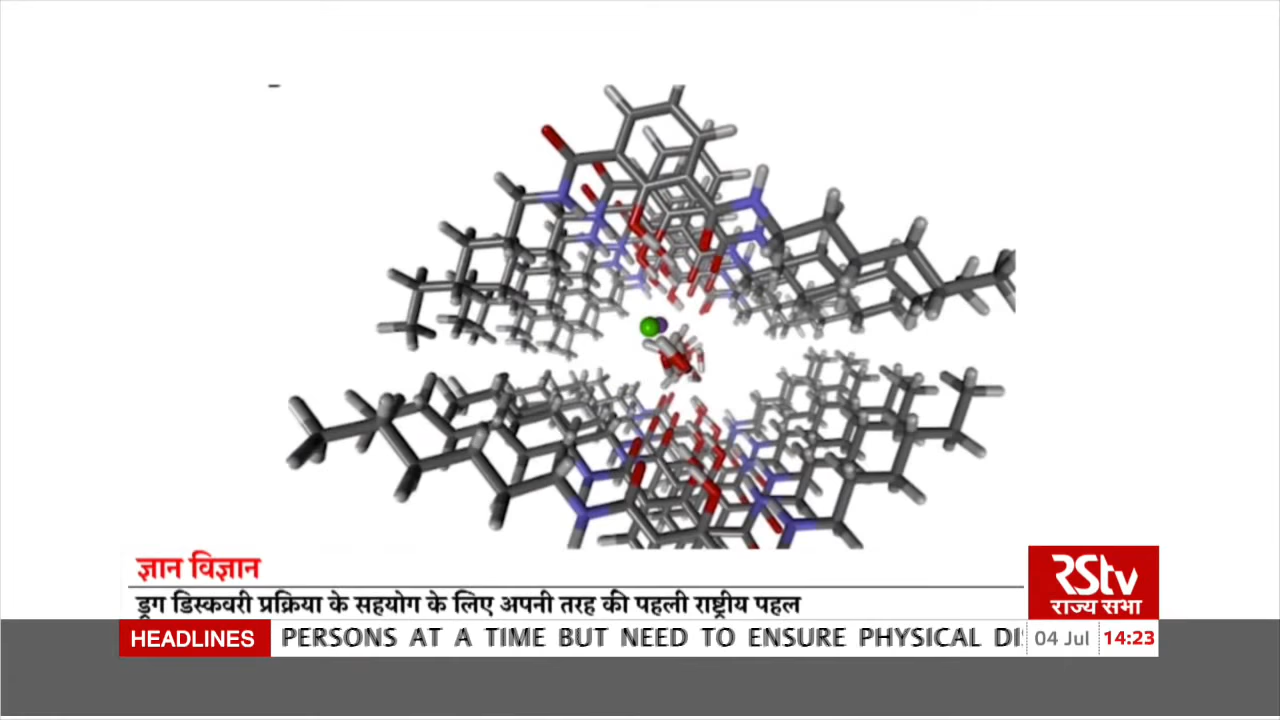 ज्ञान विज्ञान
ड्रग डिस्कवरी प्रक्रिया के सहयोग के लिए अपनी तरह की पहली राष्ट्रीय पहल
RStv
राज्य सभा
HEADLINES PERSONS AT A TIME BUT NEED TO ENSURE PHYSICAL DI 04 Jul 14:23